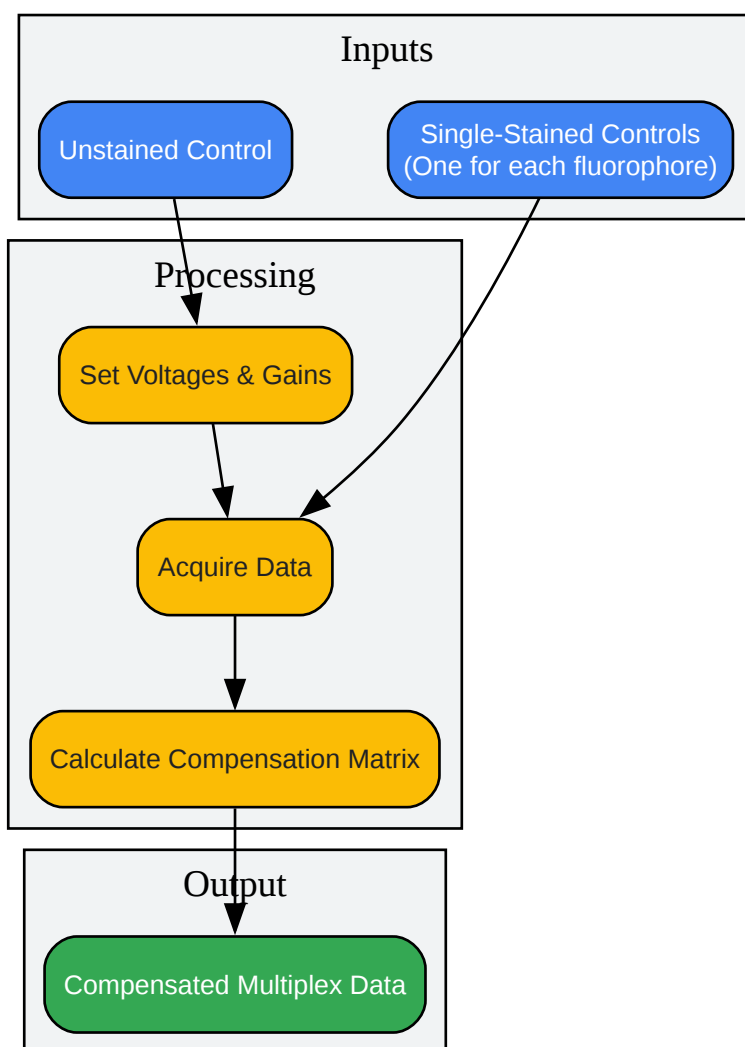 Inputs
Unstained Control
Single-Stained Controls
(One for each fluorophore)
Processing
Set Voltages & Gains
Acquire Data
Calculate Compensation Matrix
Output
Compensated Multiplex Data